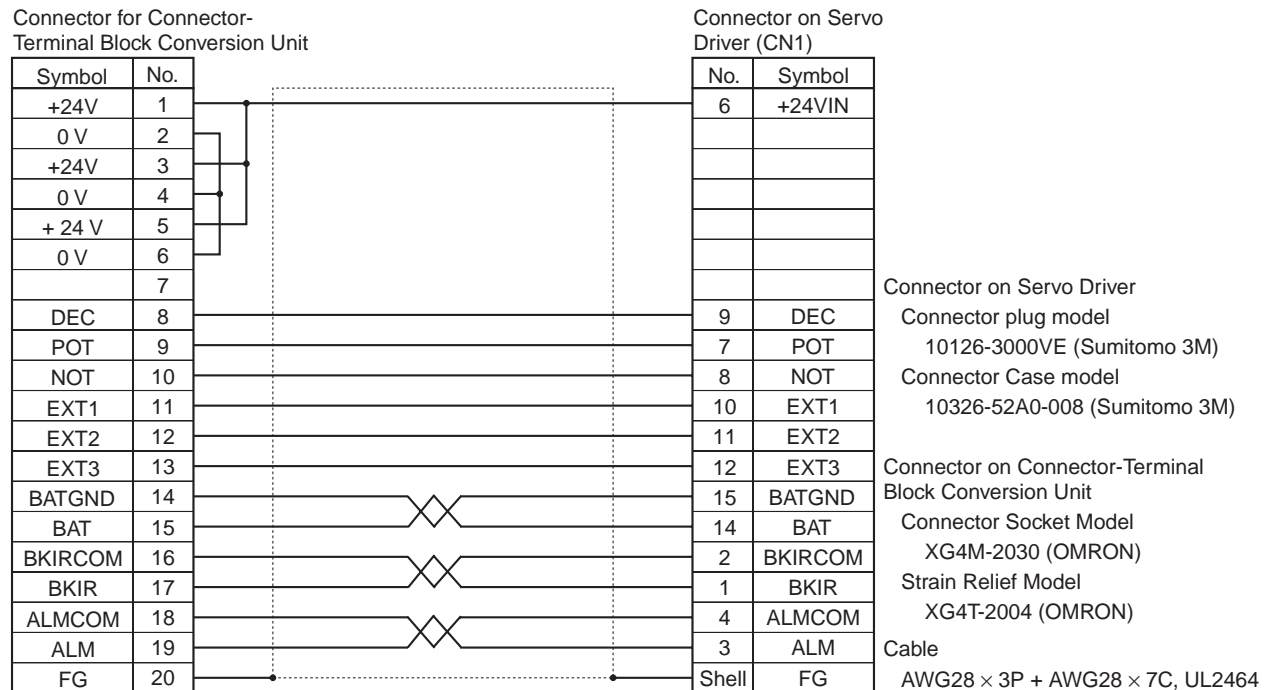 Connector for Connector-
Terminal Block Conversion Unit
Connector on Servo
Driver (CN1)
Symbol No. No. Symbol
+24V 1 6 +24VIN
0 V 2
+24V 3
0 V 4
+ 24 V 5
0 V 6
7
DEC 8 9 DEC
POT 9 7 POT
NOT 10 8 NOT
EXT1 11 10 EXT1
EXT2 12 11 EXT2
EXT3 13 12 EXT3
BATGND 14 15 BATGND
BAT 15 14 BAT
BKIRCOM 16 2 BKIRCOM
BKIR 17 1 BKIR
ALMCOM 18 4 ALMCOM
ALM 19 3 ALM
FG 20 Shell FG
Connector on Servo Driver
Connector plug model
10126-3000VE (Sumitomo 3M)
Connector Case model
10326-52A0-008 (Sumitomo 3M)
Connector on Connector-Terminal
Block Conversion Unit
Connector Socket Model
XG4M-2030 (OMRON)
Strain Relief Model
XG4T-2004 (OMRON)
Cable
AWG28 × 3P + AWG28 × 7C, UL2464